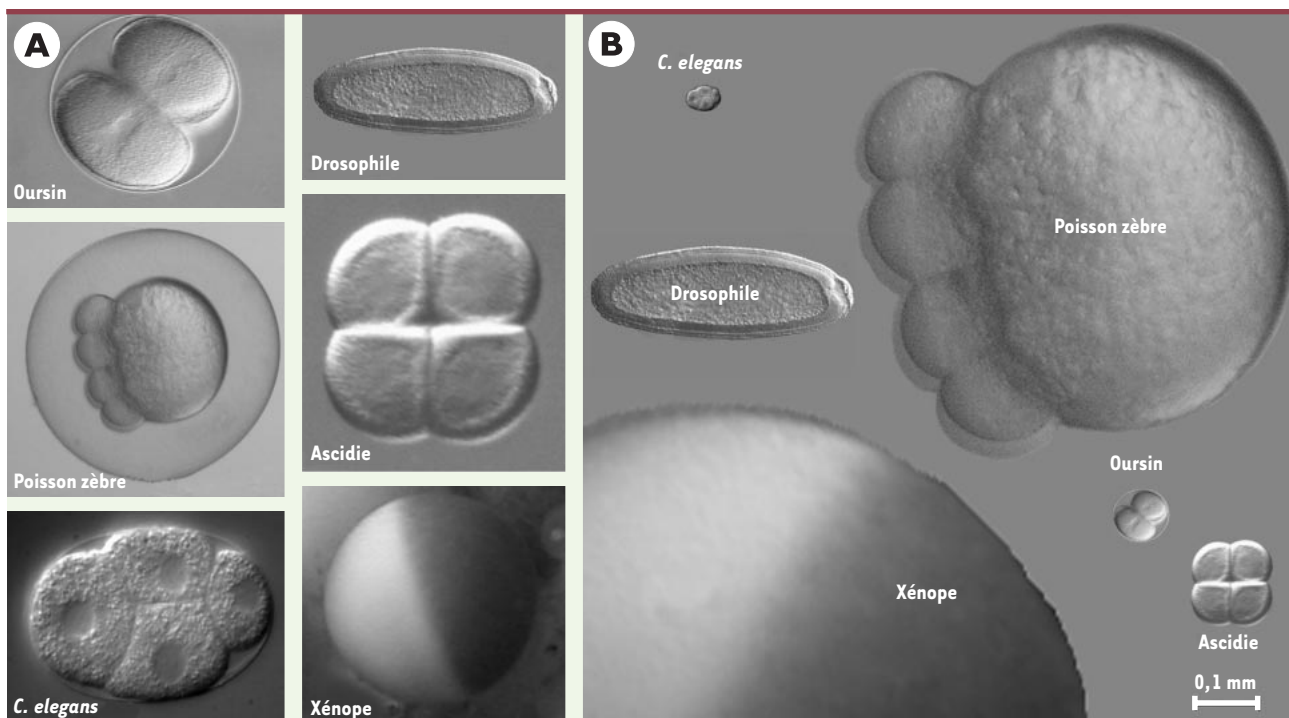 A
Oursin
Drosophile
Poisson zèbre
Ascidie
C. elegans
Xénope
B
C. elegans
Poisson zèbre
Drosophile
Oursin
Xénope
Ascidie
0,1 mm